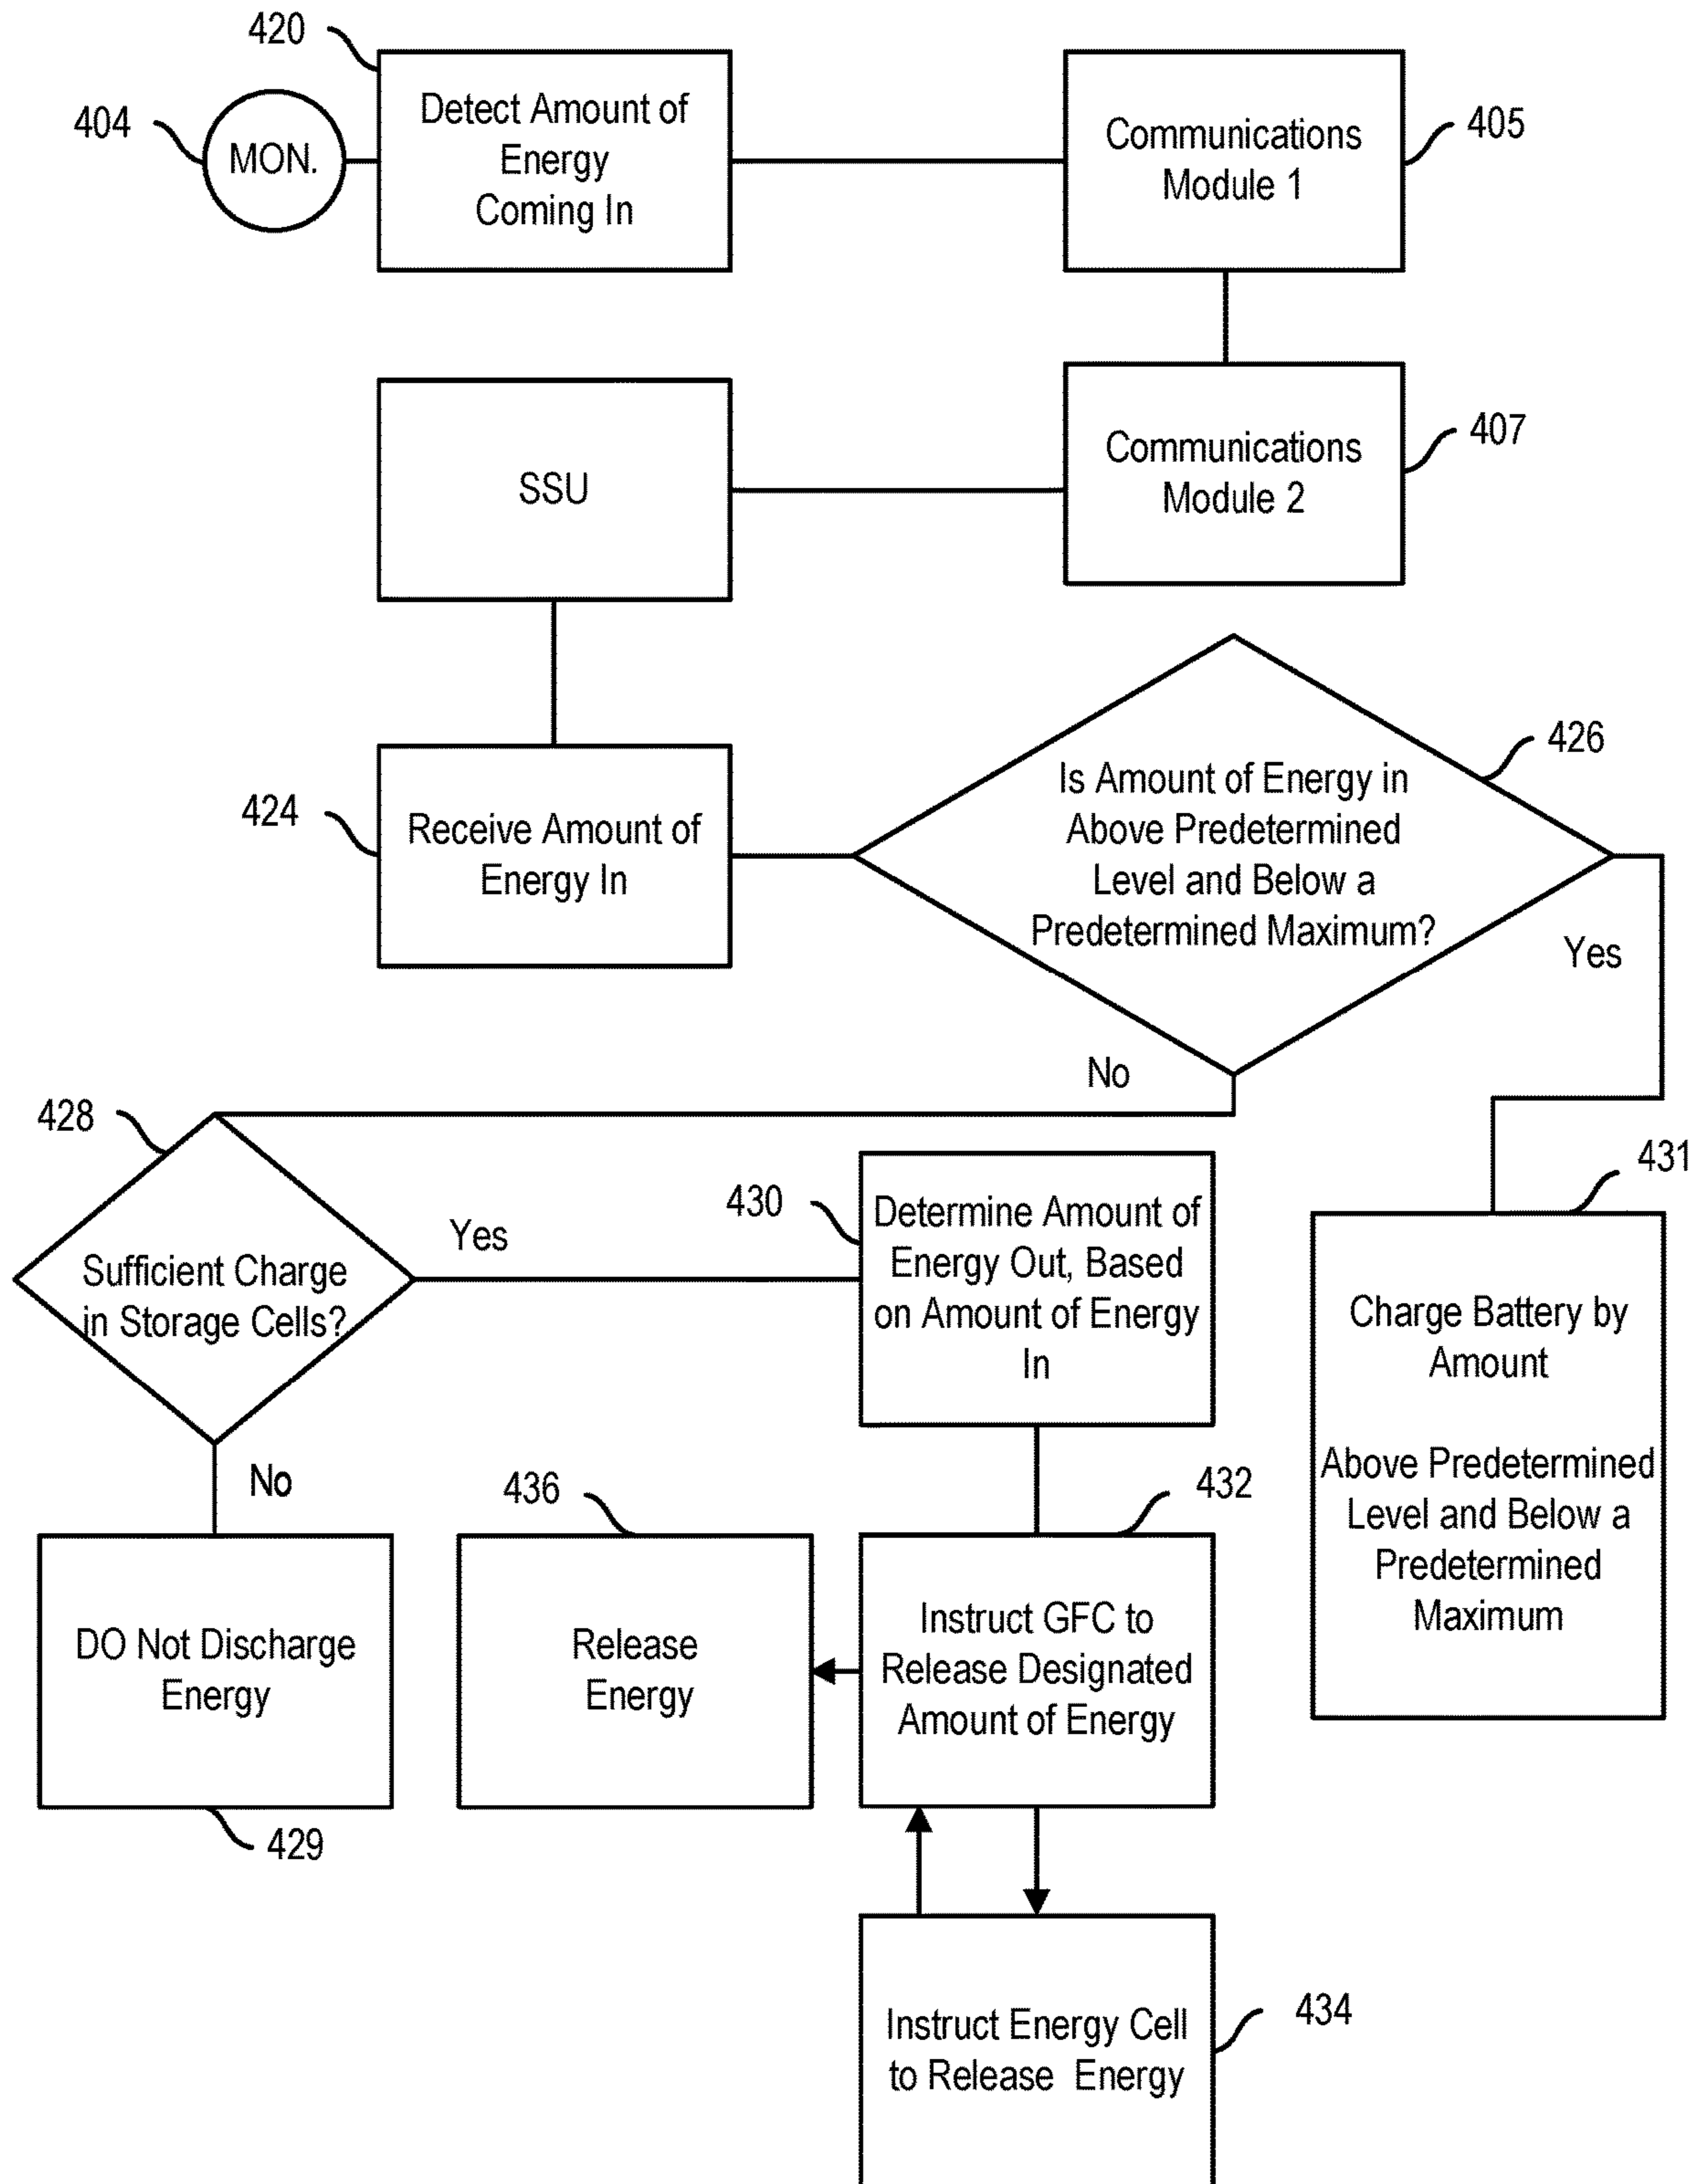 420
404
MON.
Detect Amount of
Energy
Coming In
Communications
Module 1
405
SSU
Communications
Module 2
407
424
Receive Amount of
Energy In
426
Is Amount of Energy in
Above Predetermined
Level and Below a
Predetermined Maximum?
Yes
No
428
Sufficient Charge
in Storage Cells?
Yes
430
Determine Amount of
Energy Out, Based
on Amount of Energy
In
431
Charge Battery by
Amount
Above Predetermined
Level and Below a
Predetermined
Maximum
No
436
432
DO Not Discharge
Energy
429
Release
Energy
Instruct GFC to
Release Designated
Amount of Energy
Instruct Energy Cell
to Release Energy
434